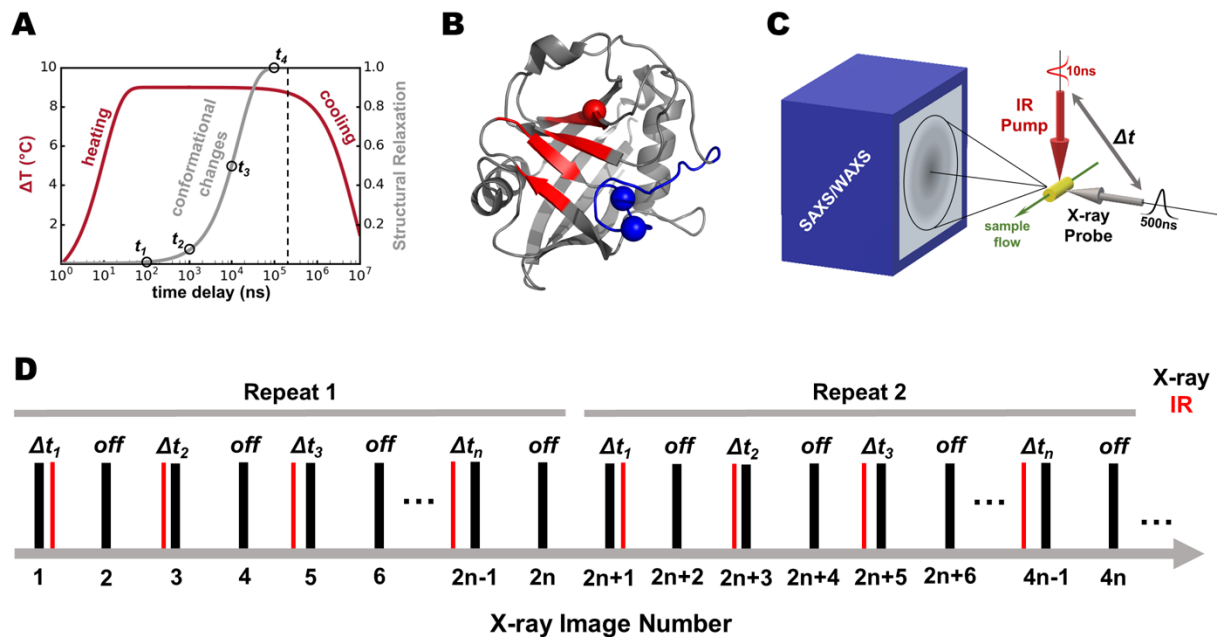 A
ΔT (°C)
10
8
6
4
2
heating
conformational
changes
cooling
t1
t2
t3
t4
1.0
0.8
0.6
0.4
0.2
Structural Relaxation
10⁰ 10¹ 10² 10³ 10⁴ 10⁵ 10⁶ 10⁷
time delay (ns)
B
C
SAXS/WAXS
10ns
IR
Pump
Δt
sample
flow
X-ray
Probe
500ns
D
Repeat 1
Repeat 2
X-ray
IR
Δt₁ off Δt₂ off Δt₃ off ... Δtₙ off Δt₁ off Δt₂ off Δt₃ off ... Δtₙ off ...
1 2 3 4 5 6 2n-1 2n 2n+1 2n+2 2n+3 2n+4 2n+5 2n+6 4n-1 4n
X-ray Image Number